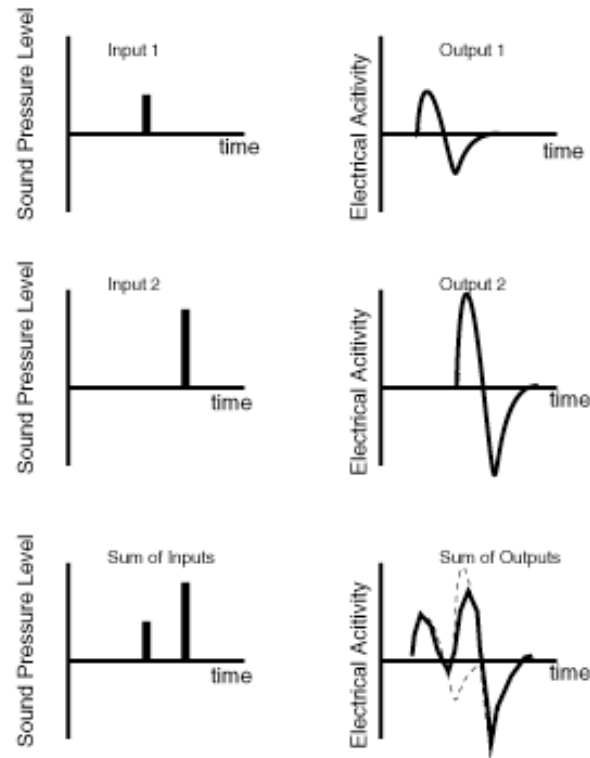 Input 1
Sound Pressure Level
time
Output 1
Electrical Acitivity
time
Input 2
Sound Pressure Level
time
Output 2
Electrical Acitivity
time
Sum of Inputs
Sound Pressure Level
time
Sum of Outputs
Electrical Acitivity
time